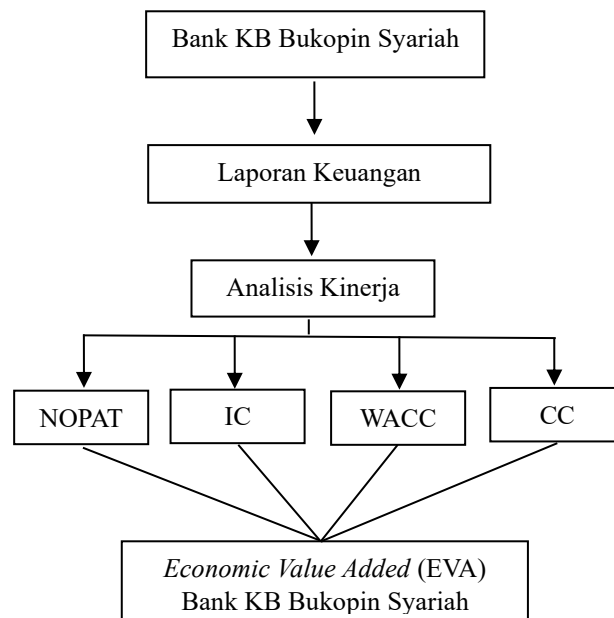 Bank KB Bukopin Syariah
Laporan Keuangan
Analisis Kinerja
NOPAT
IC
WACC
CC
Economic Value Added (EVA)
Bank KB Bukopin Syariah